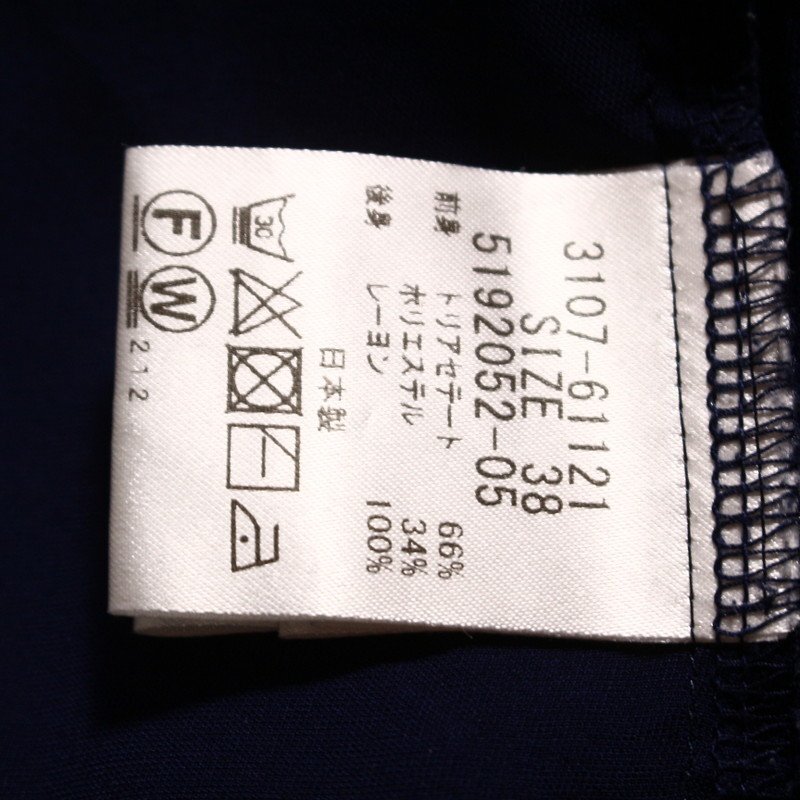 3107-61121
SIZE 38
5192052-05
前身 トリアセテート 66%
ポリエステル 34%
後身 レーヨン 100%
日本製
30
F W 212